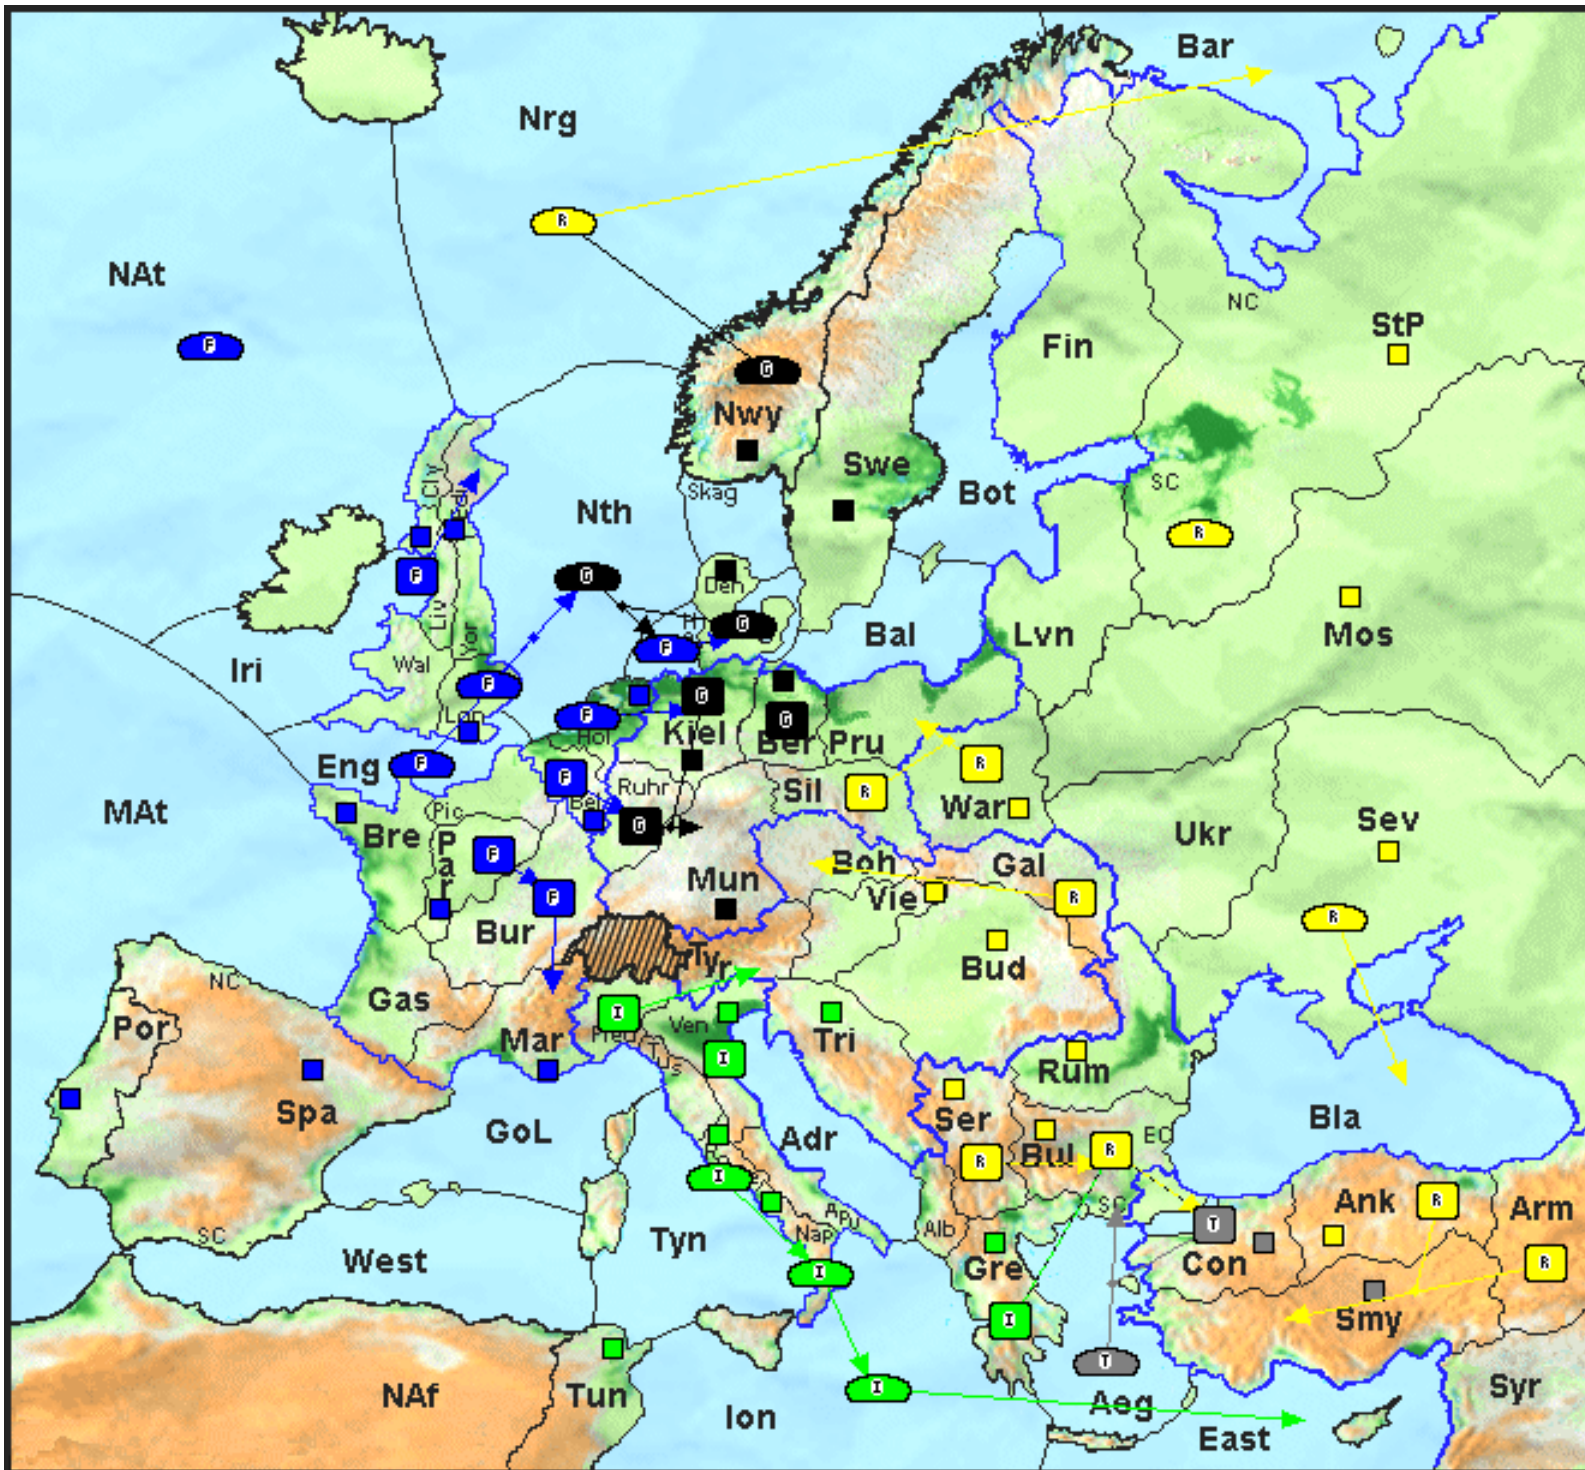 Bar
Nrg
R
NAt
NC
StP
F
Fin
G
Nwy
Swe
Cly
Edi
Skag
Bot
SC
Nth
R
F
G
Den
Liv
Yor
G
Bal
Lvn
Mos
F
Iri
Wal
F
G
Lon
F
Hol
Kiel
G
Ber
Pru
Eng
F
F
Ruhr
Sil
R
R
War
MAt
Pic
Bel
G
Bre
Par
F
Ukr
Sev
Boh
Gal
Mun
Vie
R
F
R
Bur
Bud
Tyr
NC
Gas
Por
I
Pied
Ven
Mar
Tri
Tus
I
Rum
Spa
Ser
GoL
Adr
Bla
EC
Bul
R
R
I
SC
SC
Apu
Nap
Alb
Ank
R
Arm
T
Tyn
West
Gre
Con
R
I
I
Smy
T
I
NAf
Tun
Ion
Aeg
East
Syr